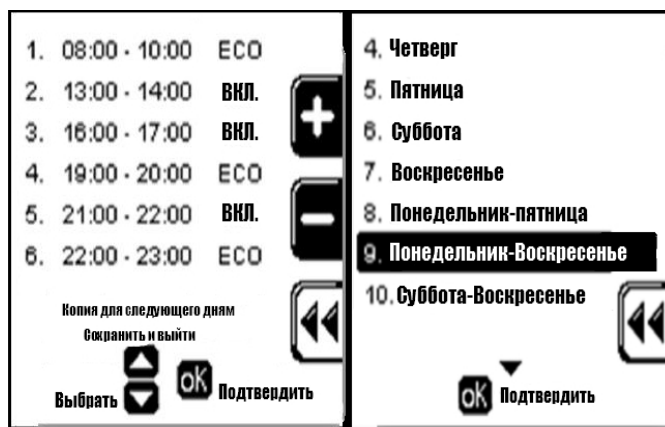 1. 08:00 - 10:00 ECO
2. 13:00 - 14:00 ВКЛ.
3. 16:00 - 17:00 ВКЛ.
4. 19:00 - 20:00 ECO
5. 21:00 - 22:00 ВКЛ.
6. 22:00 - 23:00 ECO
Копия для следующего дням
Сохранить и выйти
Выбрать OK Подтвердить
4. Четверг
5. Пятница
6. Суббота
7. Воскресенье
8. Понедельник-пятница
9. Понедельник-Воскресенье
10. Суббота-Воскресенье
OK Подтвердить